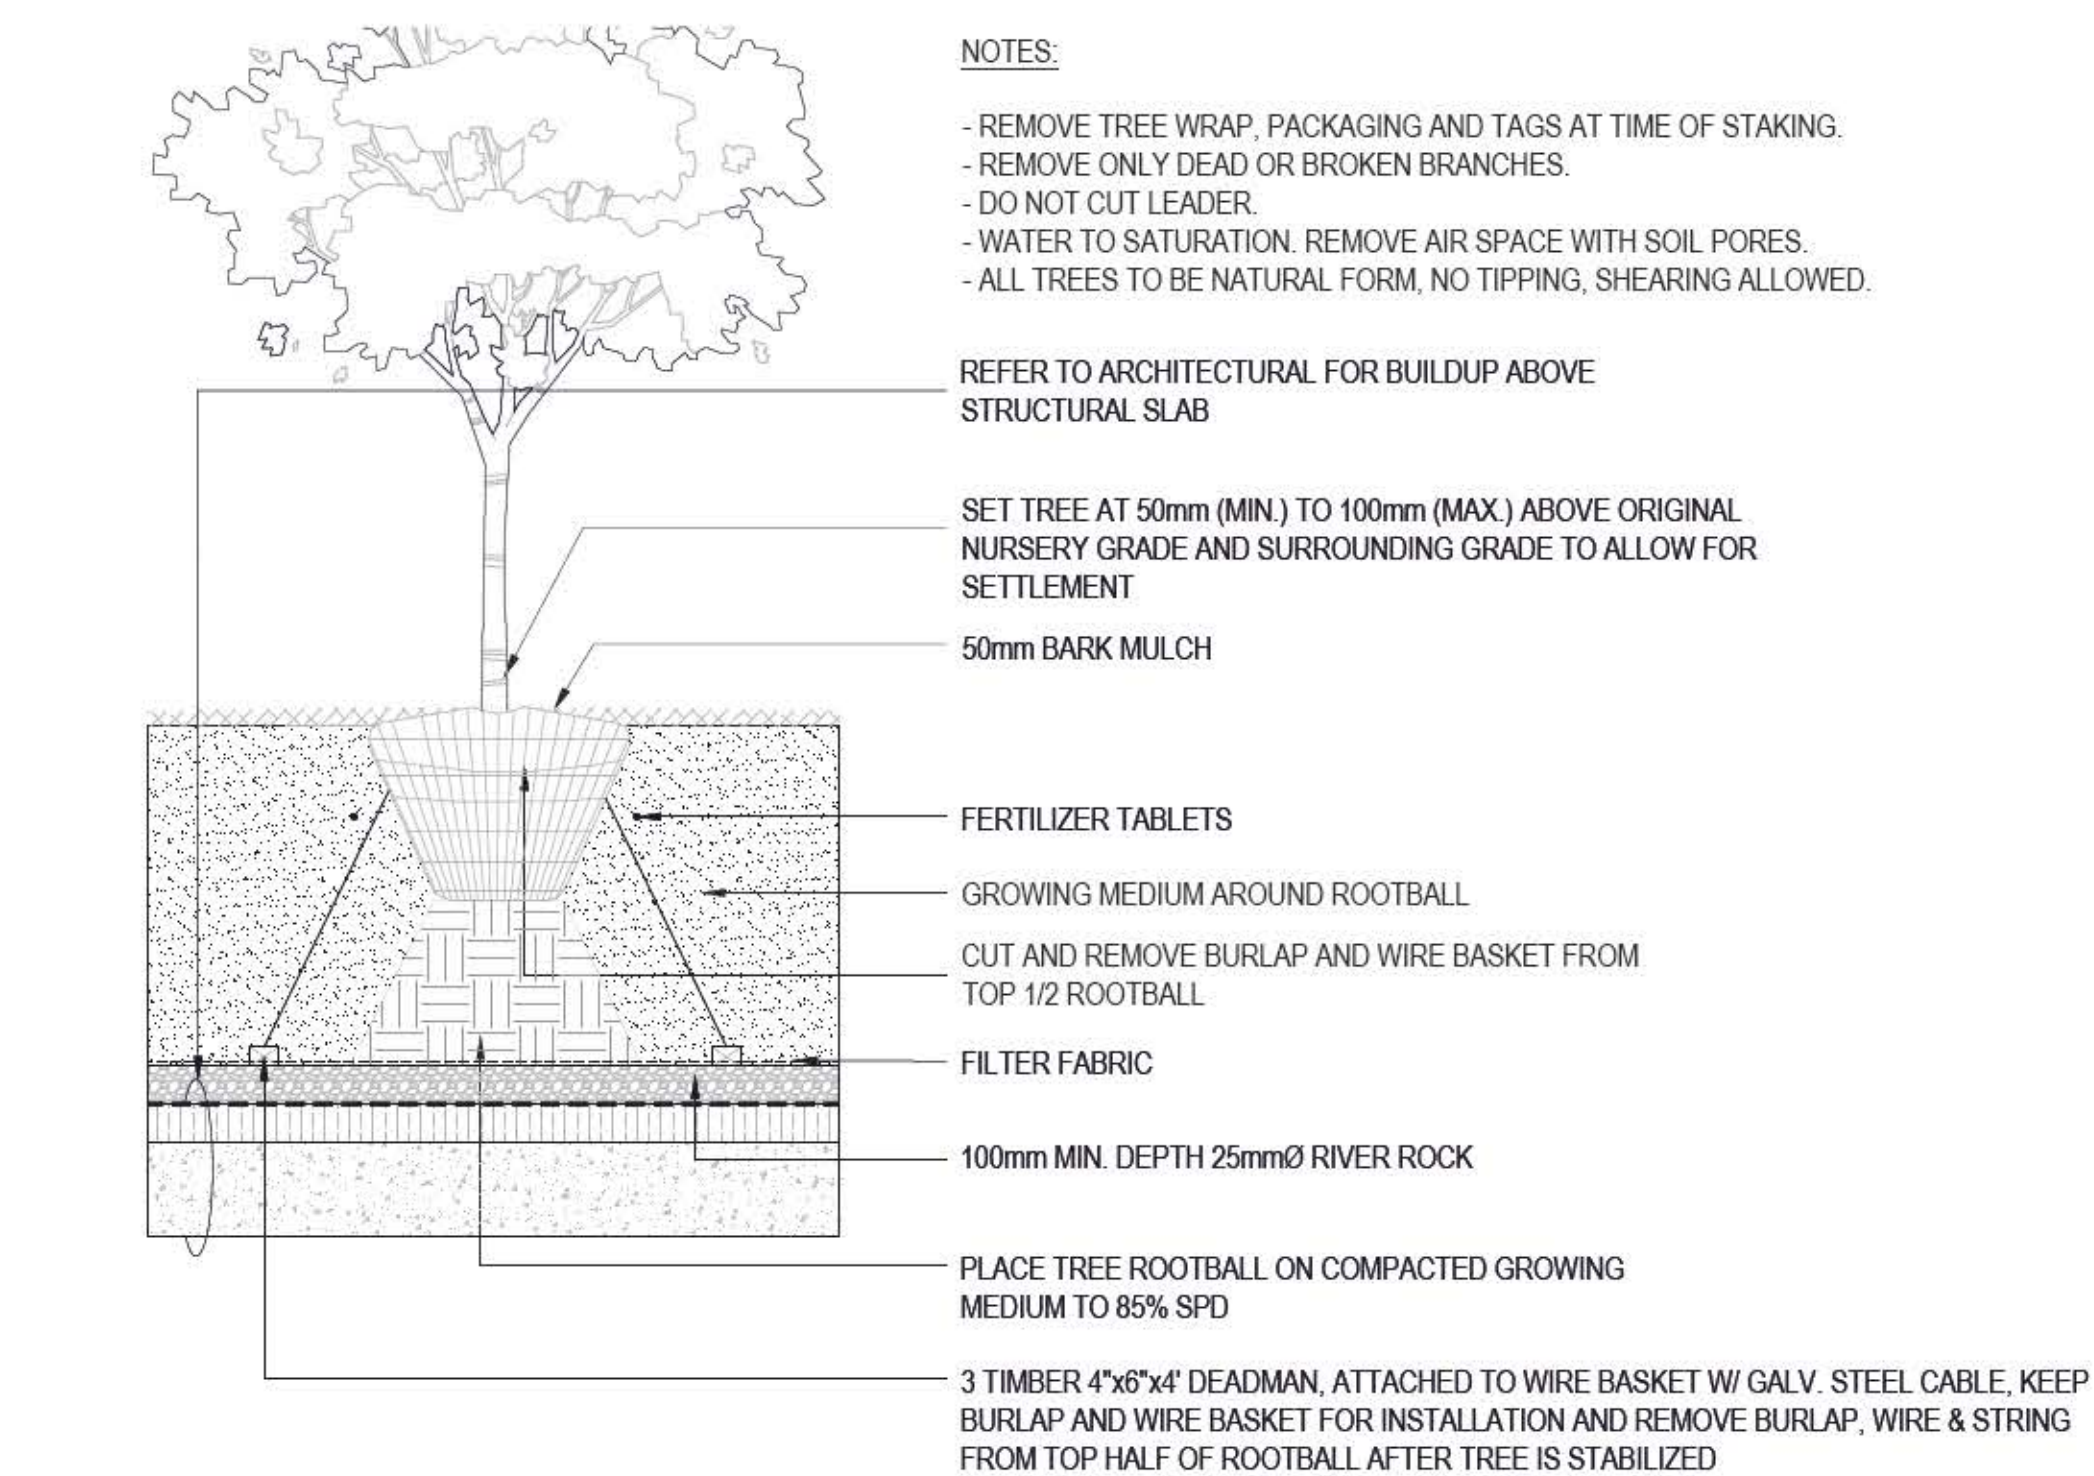 NOTES:
- REMOVE TREE WRAP, PACKAGING AND TAGS AT TIME OF STAKING.
- REMOVE ONLY DEAD OR BROKEN BRANCHES.
- DO NOT CUT LEADER.
- WATER TO SATURATION. REMOVE AIR SPACE WITH SOIL PORES.
- ALL TREES TO BE NATURAL FORM, NO TIPPING, SHEARING ALLOWED.
REFER TO ARCHITECTURAL FOR BUILDUP ABOVE
STRUCTURAL SLAB
SET TREE AT 50mm (MIN.) TO 100mm (MAX.) ABOVE ORIGINAL
NURSERY GRADE AND SURROUNDING GRADE TO ALLOW FOR
SETTLEMENT
50mm BARK MULCH
FERTILIZER TABLETS
GROWING MEDIUM AROUND ROOTBALL
CUT AND REMOVE BURLAP AND WIRE BASKET FROM
TOP 1/2 ROOTBALL
FILTER FABRIC
100mm MIN. DEPTH 25mmØ RIVER ROCK
PLACE TREE ROOTBALL ON COMPACTED GROWING
MEDIUM TO 85% SPD
3 TIMBER 4"x6"x4' DEADMAN, ATTACHED TO WIRE BASKET W/ GALV. STEEL CABLE, KEEP
BURLAP AND WIRE BASKET FOR INSTALLATION AND REMOVE BURLAP, WIRE & STRING
FROM TOP HALF OF ROOTBALL AFTER TREE IS STABILIZED